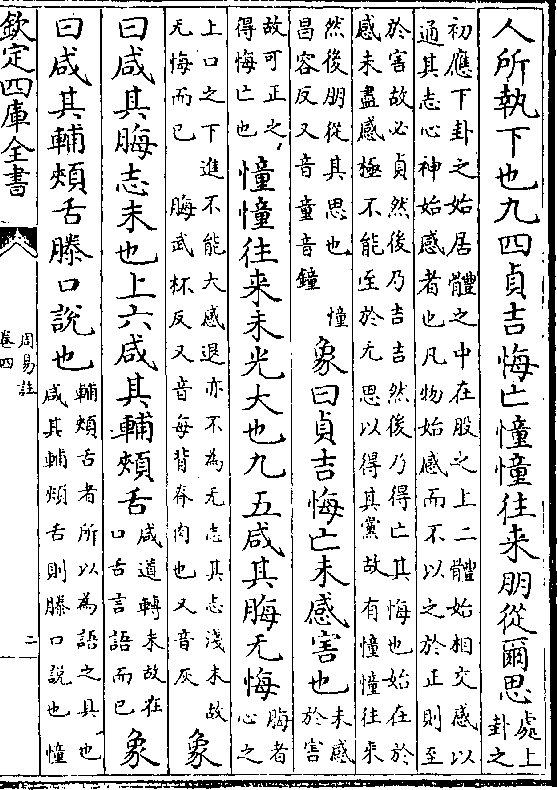 人所執下也九四貞吉悔亡憧憧往来朋從爾思處上卦之
初應下卦之始居體之中在股之上二體始相交感以
通其志心神始感者也凡物始感而不以之於正則至
於害故必貞然後乃吉吉然後乃得亡其悔也始在於
感未盡感極不能至於无思以得其黨故有憧憧往来
然後朋從其思也　憧
昌容反又音童音鐘
象曰貞吉悔亡未感害也未感於害
故可正之得悔亡也
憧憧往来未光大也九五咸其脢无悔脢者心之
上口之下進不能大感退亦不為无志其志淺末故
无悔而已　脢武杯反又音每背脊肉也又音灰
象
曰咸其脢志末也上六咸其輔頰舌咸道轉末故在口舌言語而已
象
曰咸其輔頰舌滕口說也輔頰舌者所以為語之具也
咸其輔頰舌則滕口說也憧
欽定四庫全書
周易註
卷四
二